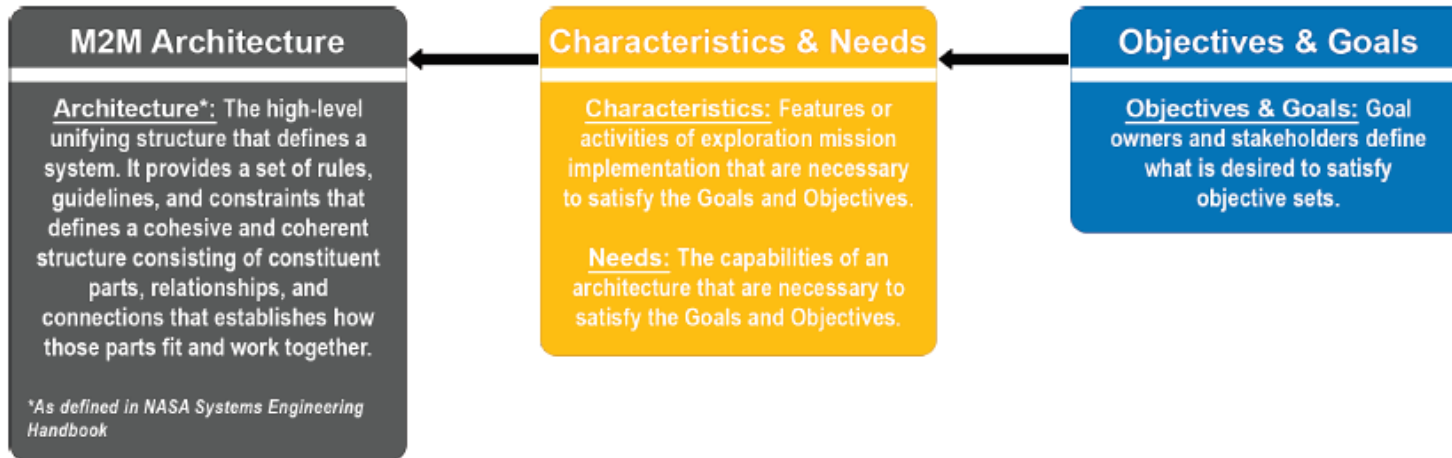 M2M Architecture
Architecture*: The high-level
unifying structure that defines a
system. It provides a set of rules,
guidelines, and constraints that
defines a cohesive and coherent
structure consisting of constituent
parts, relationships, and
connections that establishes how
those parts fit and work together.
*As defined in NASA Systems Engineering
Handbook
Characteristics & Needs
Characteristics: Features or
activities of exploration mission
implementation that are necessary
to satisfy the Goals and Objectives.
Needs: The capabilities of an
architecture that are necessary to
satisfy the Goals and Objectives.
Objectives & Goals
Objectives & Goals: Goal
owners and stakeholders define
what is desired to satisfy
objective sets.